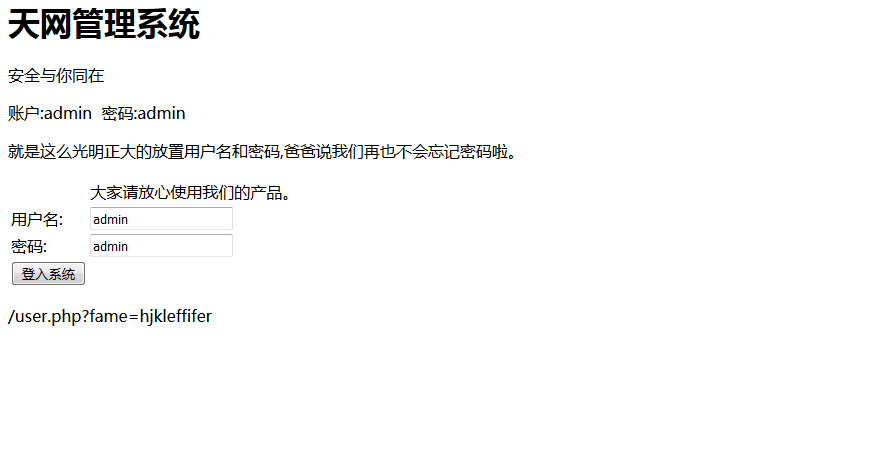 天网管理系统
安全与你同在
账户:admin 密码:admin
就是这么光明正大的放置用户名和密码,爸爸说我们再也不会忘记密码啦。
大家请放心使用我们的产品。
用户名: admin
密码: admin
登入系统
/user.php?fame=hjkleffifer